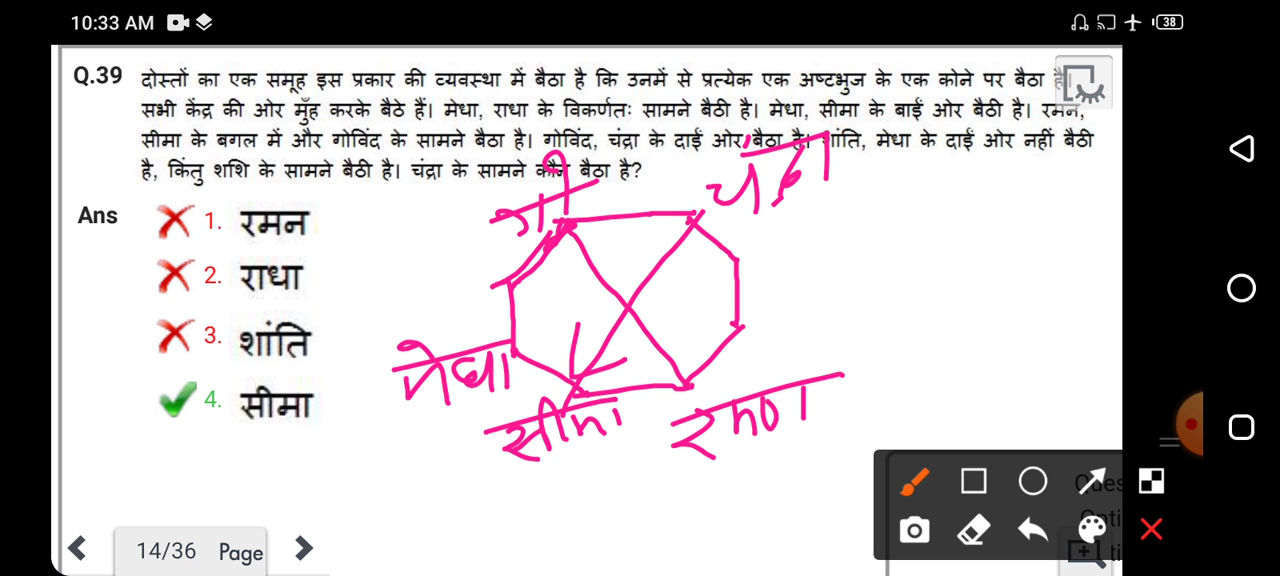 10:33 AM 38
Q.39 दोस्तों का एक समूह इस प्रकार की व्यवस्था में बैठा है कि उनमें से प्रत्येक एक अष्टभुज के एक कोने पर बैठा है।
सभी केंद्र की ओर मुँह करके बैठे हैं। मेधा, राधा के विकर्णतः सामने बैठी है। मेधा, सीमा के बाईं ओर बैठी है। रमन,
सीमा के बगल में और गोविंद के सामने बैठा है। गोविंद, चंद्रा के दाईं ओर बैठा है। शांति, मेधा के दाईं ओर नहीं बैठी
है, किंतु शशि के सामने बैठी है। चंद्रा के सामने कौन बैठा है?
Ans 1. रमन
2. राधा
3. शांति
4. सीमा
मेधा
सीमा
14/36 Page